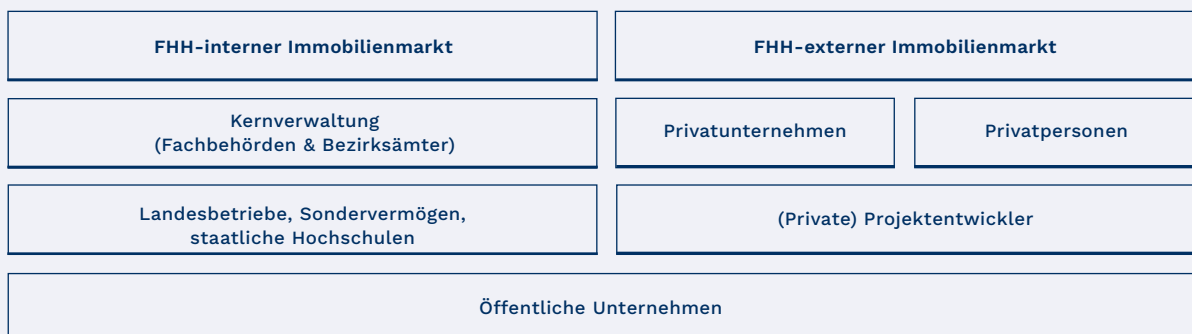 FHH-interner Immobilienmarkt
FHH-externer Immobilienmarkt
Kernverwaltung
(Fachbehörden & Bezirksämter)
Privatunternehmen
Privatpersonen
Landesbetriebe, Sondervermögen,
staatliche Hochschulen
(Private) Projektentwickler
Öffentliche Unternehmen